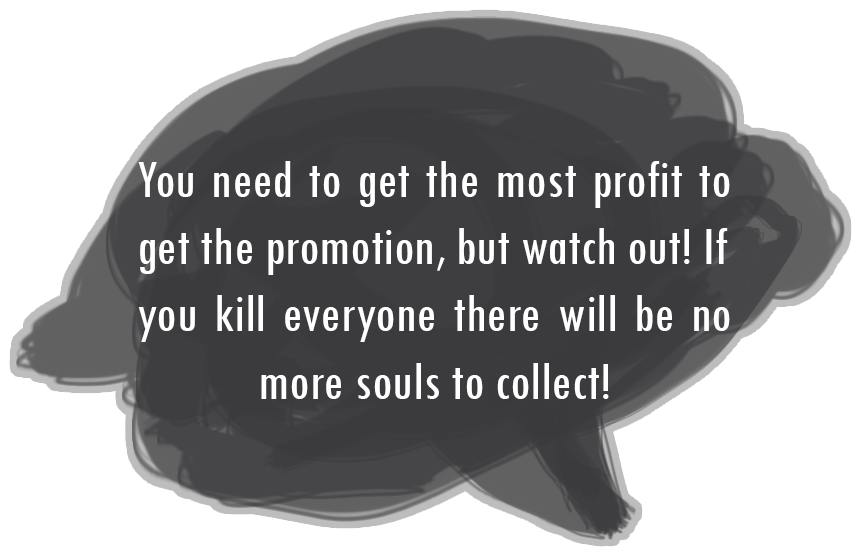 You need to get the most profit to
get the promotion, but watch out! If
you kill everyone there will be no
more souls to collect!